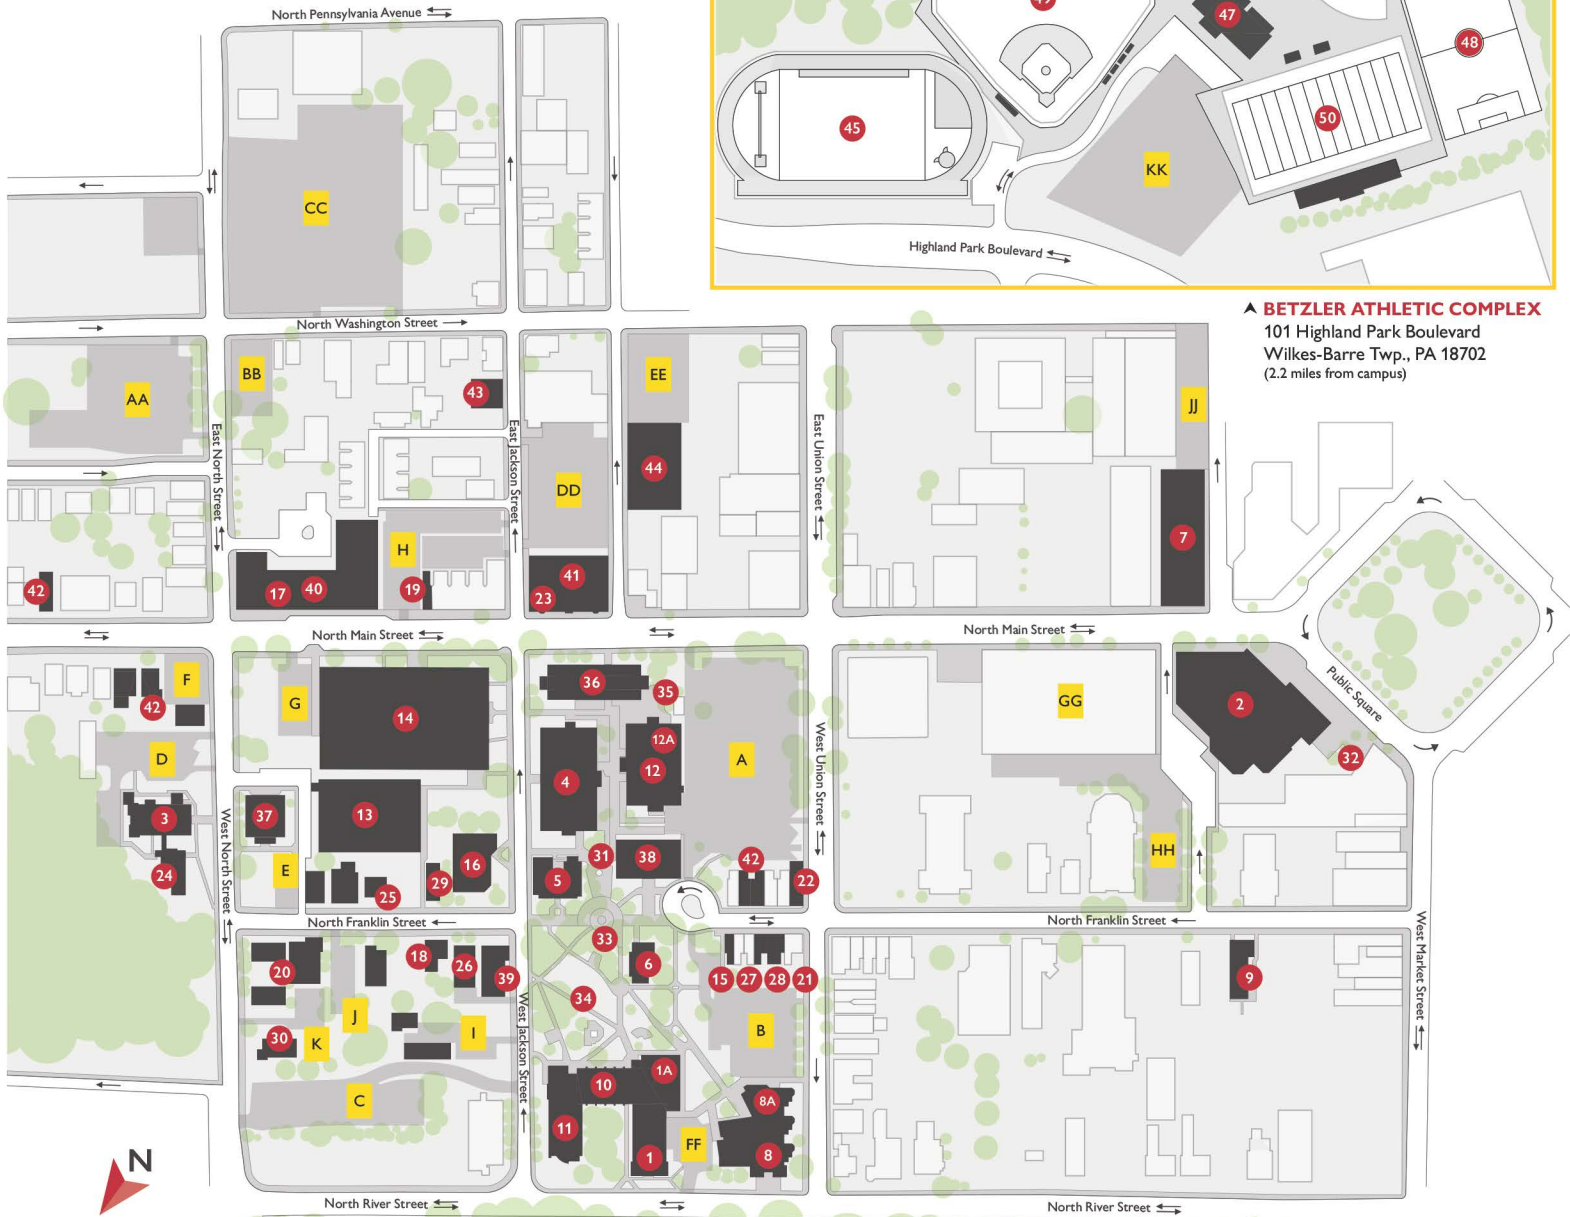 North Pennsylvania Avenue
49
47
48
45
50
KK
CC
Highland Park Boulevard
BETZLER ATHLETIC COMPLEX
101 Highland Park Boulevard
Wilkes-Barre Twp., PA 18702
(2.2 miles from campus)
North Washington Street
BB
EE
AA
43
JJ
East North Street
East Jackson Street
East Union Street
44
DD
7
H
42
17
40
19
41
23
North Main Street
North Main Street
Public Square
F
42
G
14
36
35
12A
12
4
A
GG
2
32
D
3
24
West North Street
37
13
E
16
25
29
31
38
5
42
22
West Union Street
HH
North Franklin Street
North Franklin Street
West Market Street
20
18
26
39
33
6
15
27
28
21
9
34
J
K
30
I
West Jackson Street
B
C
10
1A
11
1
FF
8A
8
N
North River Street
North River Street